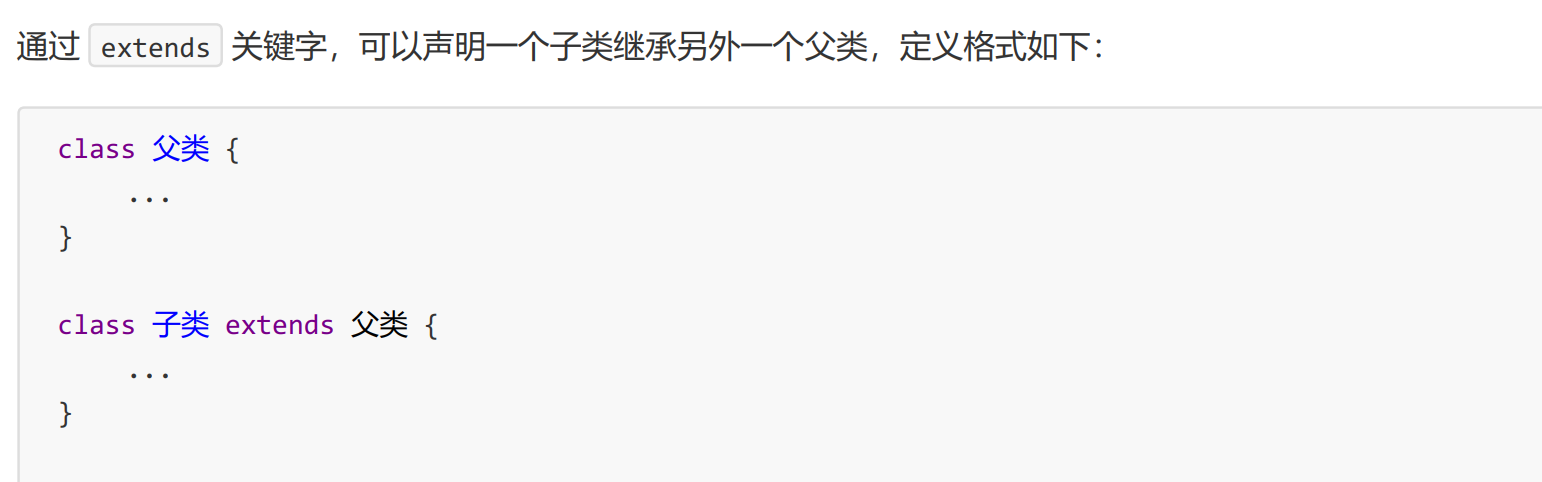 通过 extends 关键字，可以声明一个子类继承另外一个父类，定义格式如下：
class 父类 {
...
}
class 子类 extends 父类 {
...
}